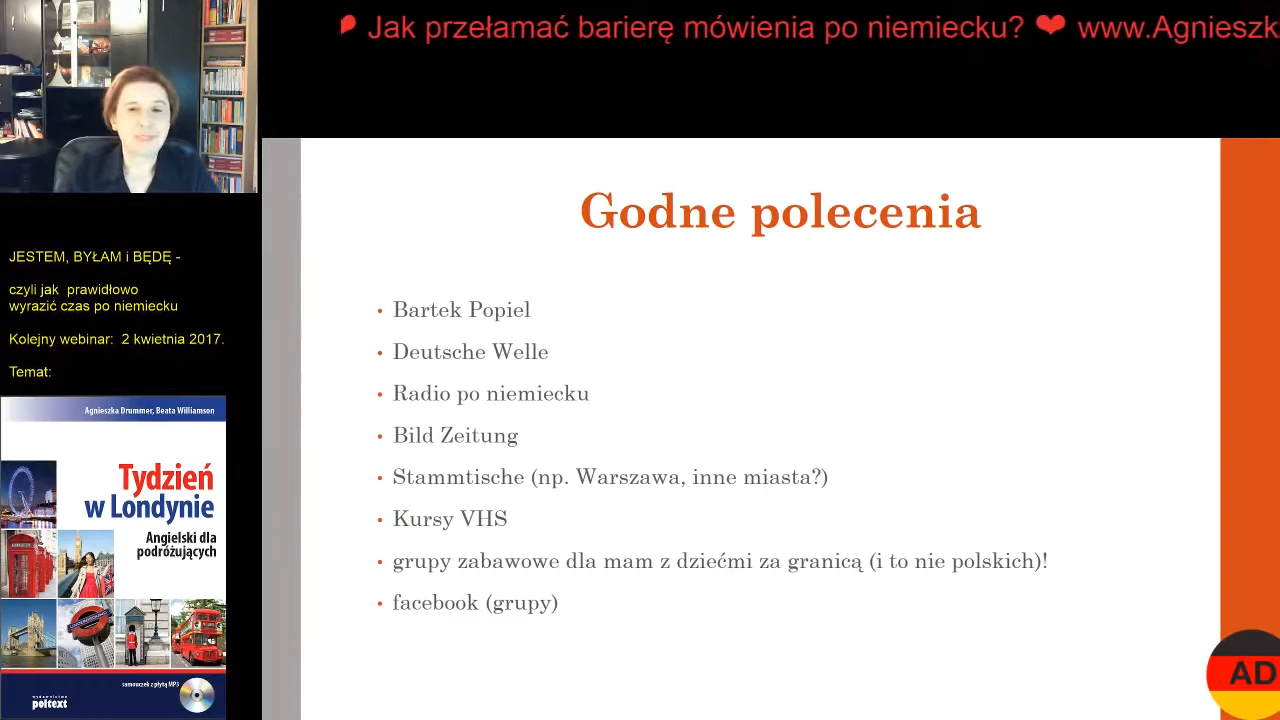 Jak przełamać barierę mówienia po niemiecku? ❤ www.Agnieszk
JESTEM, BYŁAM i BĘDĘ -
czyli jak prawidłowo
wyrazić czas po niemiecku
Kolejny webinar: 2 kwietnia 2017.
Temat:
Agnieszka Drummer, Beata Williamson
Tydzień
w Londynie
Angielski dla
podróżujących
samouczek z płytą MP3
wydawnictwo
poltext
Godne polecenia
• Bartek Popiel
• Deutsche Welle
• Radio po niemiecku
• Bild Zeitung
• Stammtische (np. Warszawa, inne miasta?)
• Kursy VHS
• grupy zabawowe dla mam z dziećmi za granicą (i to nie polskich)!
• facebook (grupy)
AD